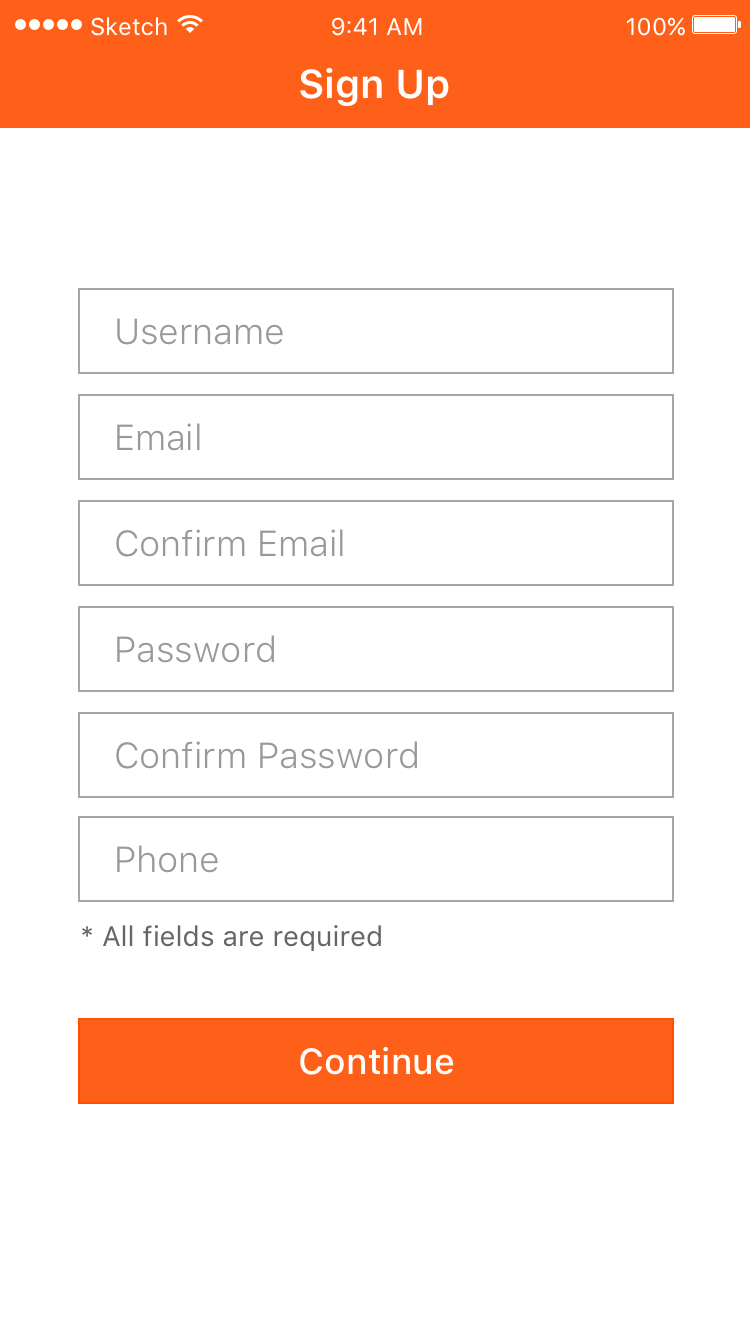 Sketch 9:41 AM 100%
Sign Up
Username
Email
Confirm Email
Password
Confirm Password
Phone
* All fields are required
Continue